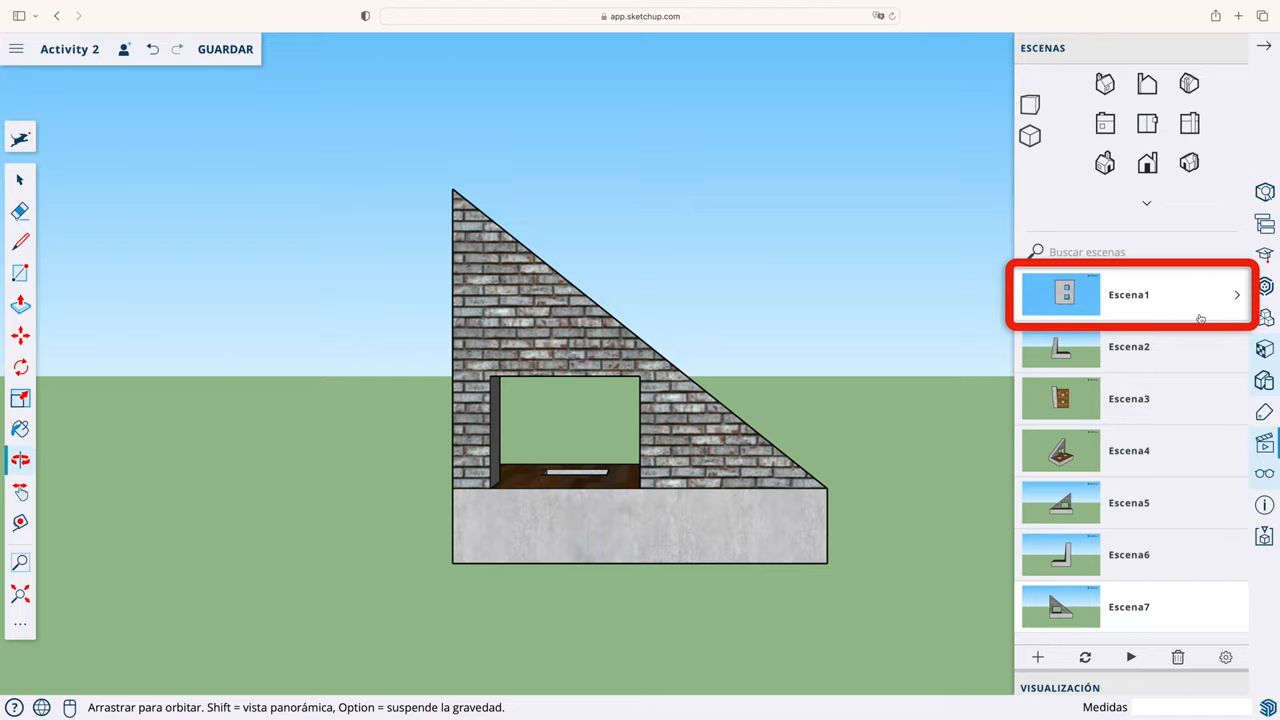 app.sketchup.com
Activity 2
GUARDAR
ESCENAS
Buscar escenas
Escena1
Escena2
Escena3
Escena4
Escena5
Escena6
Escena7
VISUALIZACIÓN
Arrastrar para orbitar. Shift = vista panorámica, Option = suspende la gravedad.
Medidas